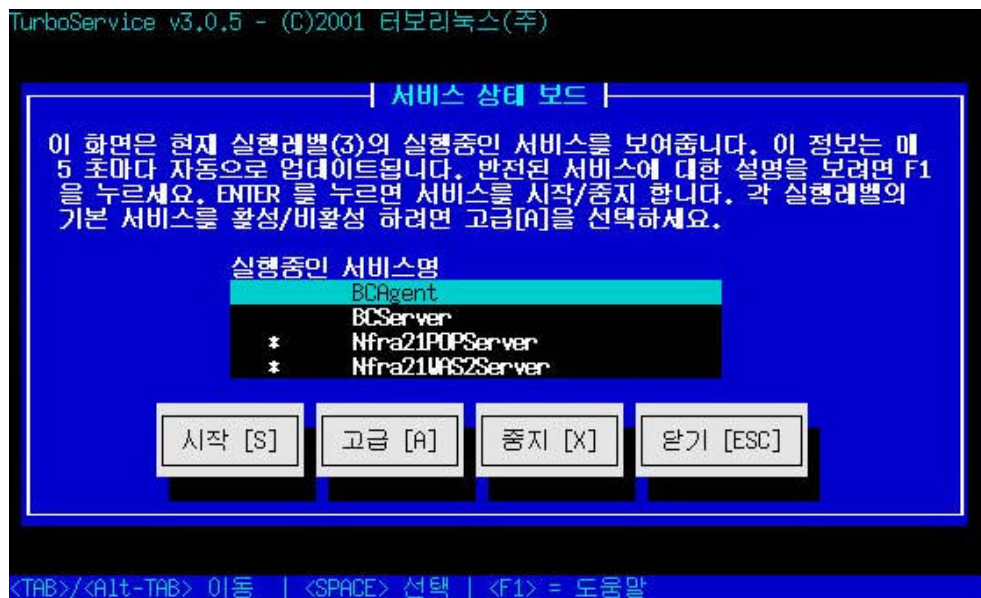 TurboService v3.0.5 - (C)2001 터보리눅스(주)
서비스 상태 보드
이 화면은 현재 실행레벨(3)의 실행중인 서비스를 보여줍니다. 이 정보는 매
5 초마다 자동으로 업데이트됩니다. 반전된 서비스에 대한 설명을 보려면 F1
을 누르세요. ENTER 를 누르면 서비스를 시작/중지 합니다. 각 실행레벨의
기본 서비스를 활성/비활성 하려면 고급[A]을 선택하세요.
실행중인 서비스명
BCAgent
BCServer
* Nfra21POPServer
* Nfra21WAS2Server
시작 [S] 고급 [A] 중지 [X] 닫기 [ESC]
<TAB>/<Alt-TAB> 이동 | <SPACE> 선택 | <F1> = 도움말